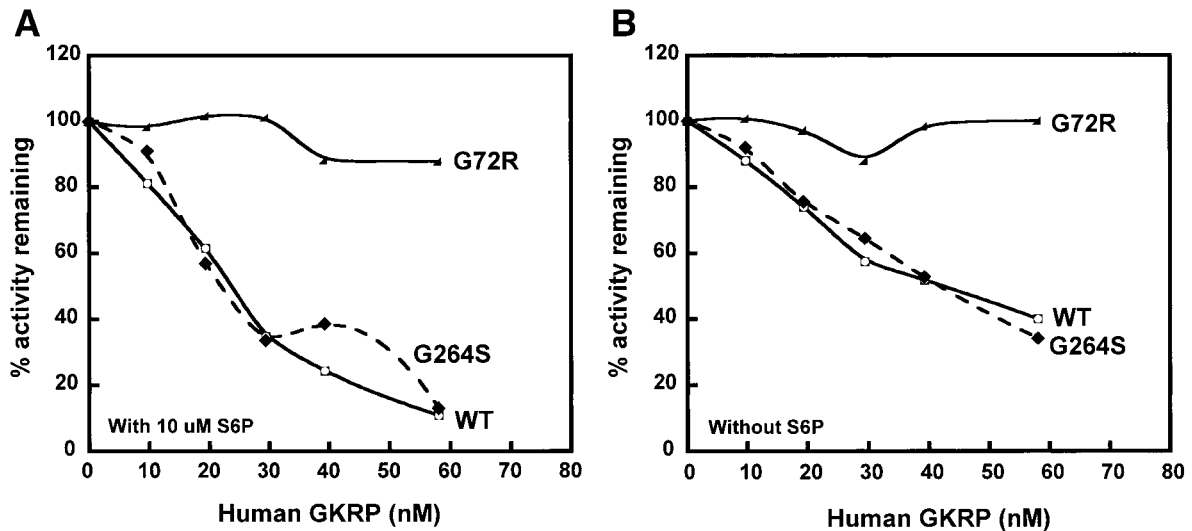 A
% activity remaining
120
100
80
60
40
20
0
G72R
G264S
WT
With 10 uM S6P
0 10 20 30 40 50 60 70 80
Human GKRP (nM)
B
% activity remaining
120
100
80
60
40
20
0
G72R
WT
G264S
Without S6P
0 10 20 30 40 50 60 70 80
Human GKRP (nM)